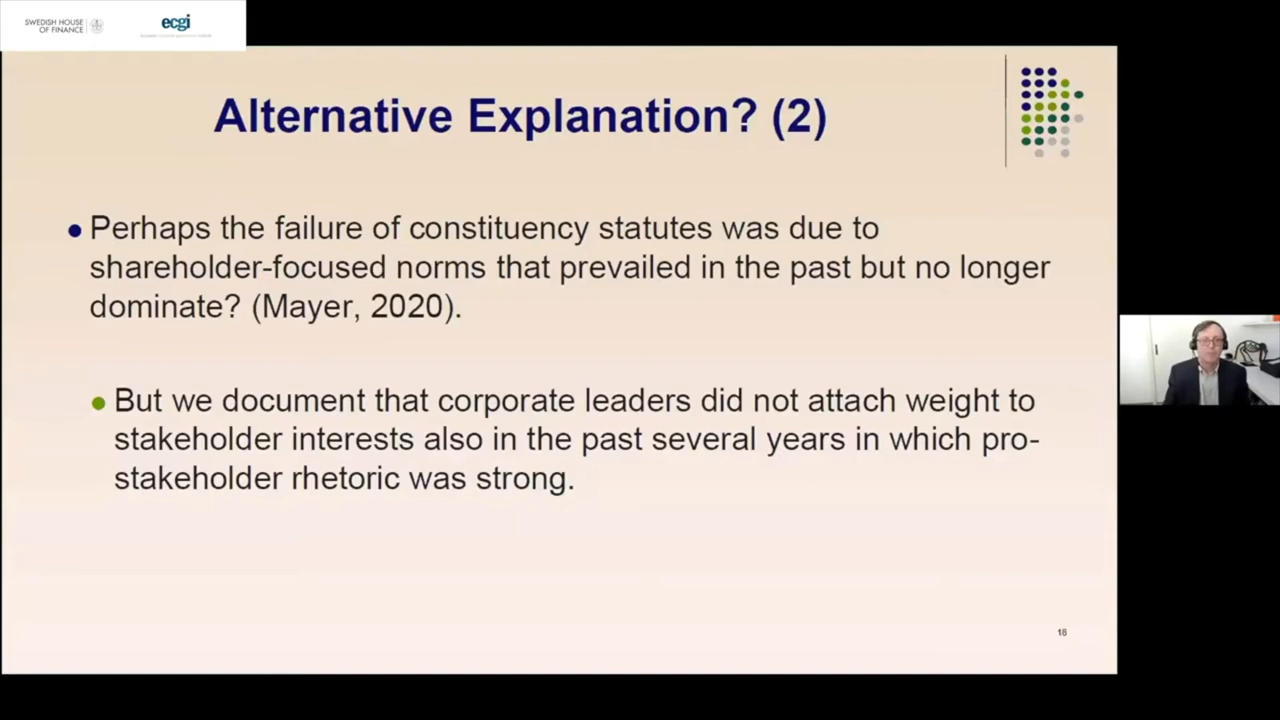 SWEDISH HOUSE
OF FINANCE
ecgi
Alternative Explanation? (2)
Perhaps the failure of constituency statutes was due to
shareholder-focused norms that prevailed in the past but no longer
dominate? (Mayer, 2020).
But we document that corporate leaders did not attach weight to
stakeholder interests also in the past several years in which pro-
stakeholder rhetoric was strong.
18